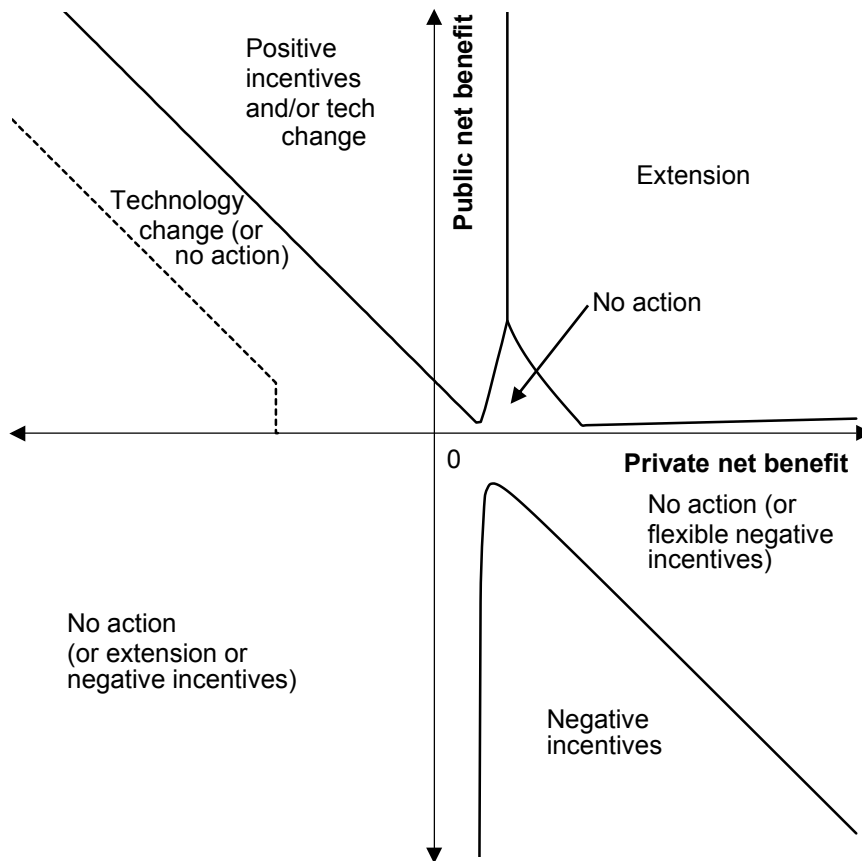 Positive
incentives
and/or tech
change
Public net benefit
Extension
Technology
change (or
no action)
No action
0
Private net benefit
No action (or
flexible negative
incentives)
No action
(or extension or
negative incentives)
Negative
incentives